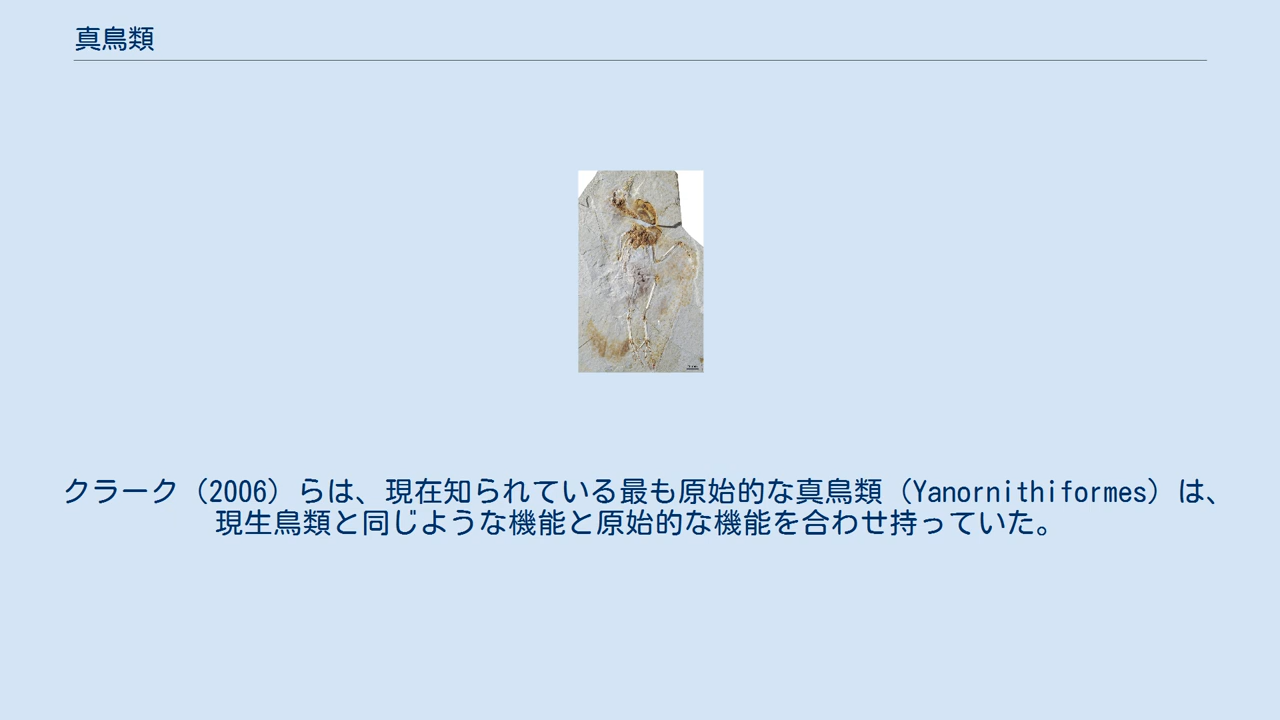 真鳥類
クラーク（2006）らは、現在知られている最も原始的な真鳥類（Yanornithiformes）は、
現生鳥類と同じような機能と原始的な機能を合わせ持っていた。